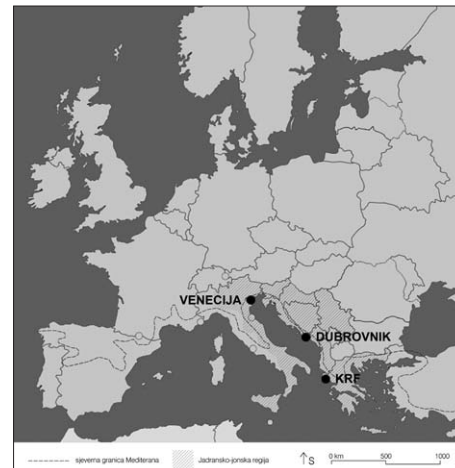 VENECIJA
DUBROVNIK
KRF
sjeverna granica Mediterana
Jadransko-jonska regija
S
0 km 500 1000